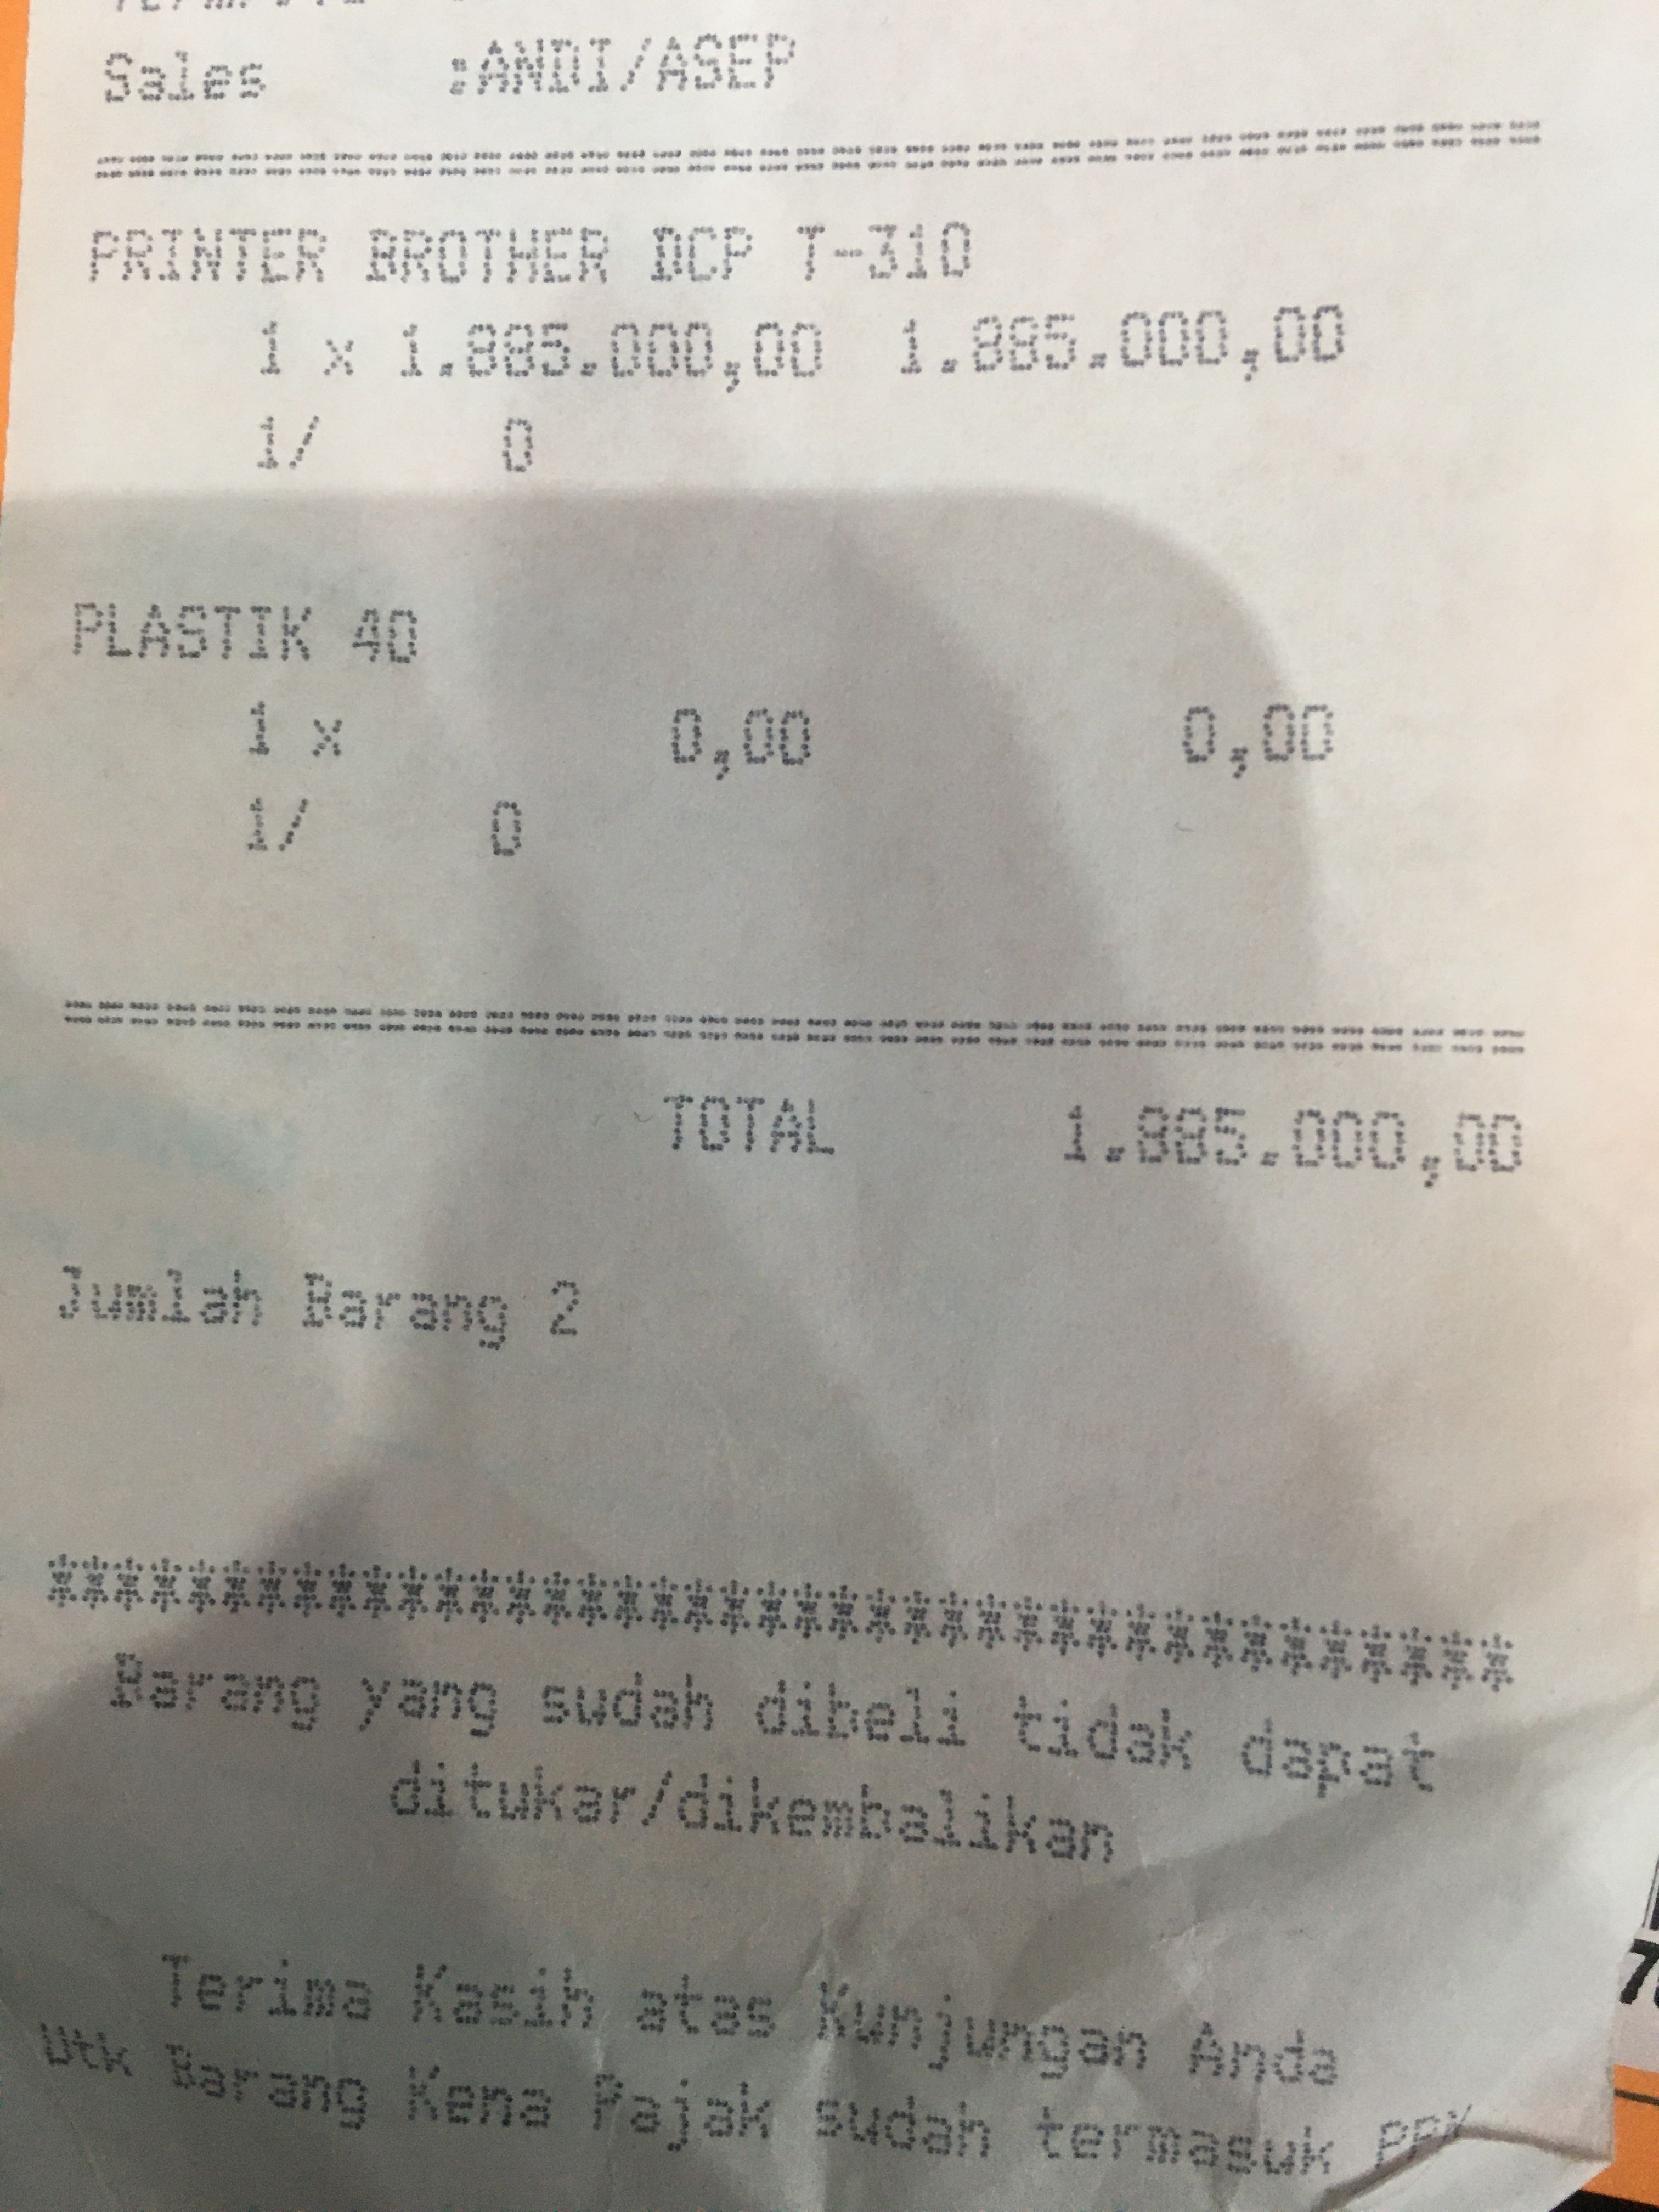 Sales :ANDI/ASEP
================================
PRINTER BROTHER DCP T-310
1 x 1.885.000,00 1.885.000,00
1/ 0
PLASTIK 40
1 x 0,00 0,00
1/ 0
================================
TOTAL 1.885.000,00
Jumlah Barang 2
*****************************************
Barang yang sudah dibeli tidak dapat
ditukar/dikembalikan
Terima Kasih atas Kunjungan Anda
Utk Barang Kena Pajak sudah termasuk PPN